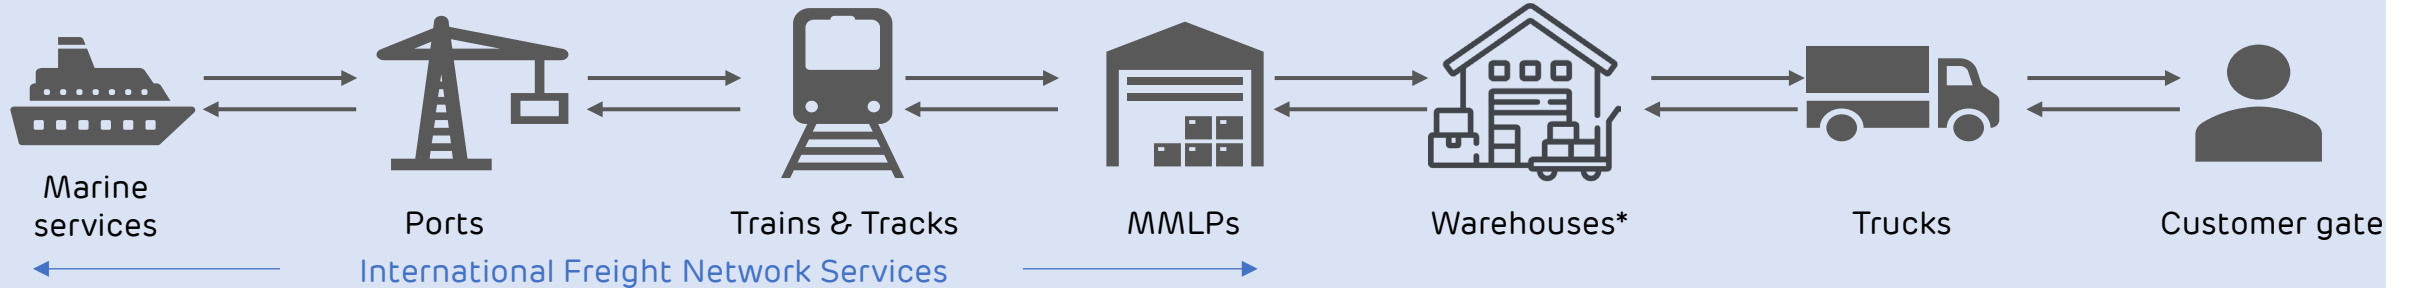 Marine
services
Ports
Trains & Tracks
MMLPs
Warehouses*
Trucks
Customer gate
International Freight Network Services